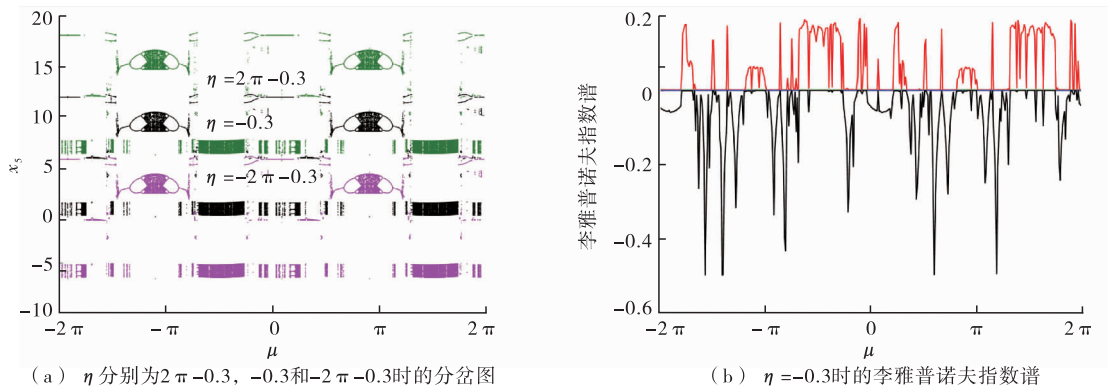 20
15
10
5
0
−5
−10
x₅
η=2π−0.3
η=−0.3
η=−2π−0.3
−2π
−π
0
π
2π
μ
（a） η分别为2π−0.3，−0.3和−2π−0.3时的分岔图
0.2
0
−0.2
−0.4
−0.6
李雅普诺夫指数谱
−2π
−π
0
π
2π
μ
（b） η=−0.3时的李雅普诺夫指数谱